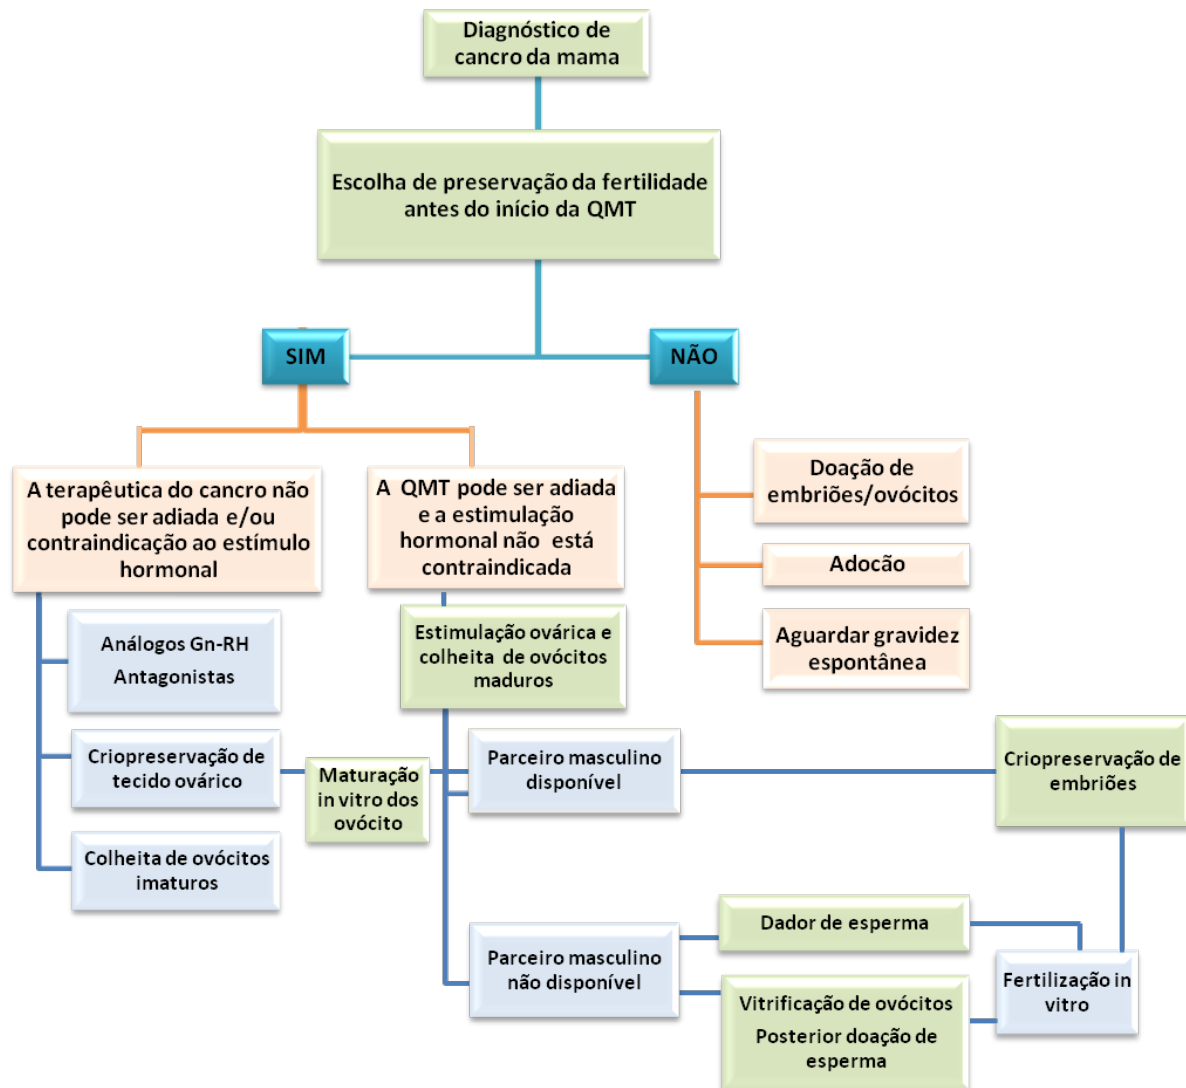 Diagnóstico de
cancro da mama
Escolha de preservação da fertilidade
antes do início da QMT
SIM
NÃO
A terapêutica do cancro não
pode ser adiada e/ou
contraindicação ao estímulo
hormonal
A QMT pode ser adiada
e a estimulação
hormonal não está
contraindicada
Doação de
embriões/ovócitos
Adocão
Aguardar gravidez
espontânea
Análogos Gn-RH
Antagonistas
Estimulação ovárica e
colheita de ovócitos
maduros
Criopreservação de
tecido ovárico
Maturação
in vitro dos
ovócito
Parceiro masculino
disponível
Criopreservação de
embriões
Colheita de ovócitos
imaturos
Parceiro masculino
não disponível
Dador de esperma
Vitrificação de ovócitos
Posterior doação de
esperma
Fertilização in
vitro